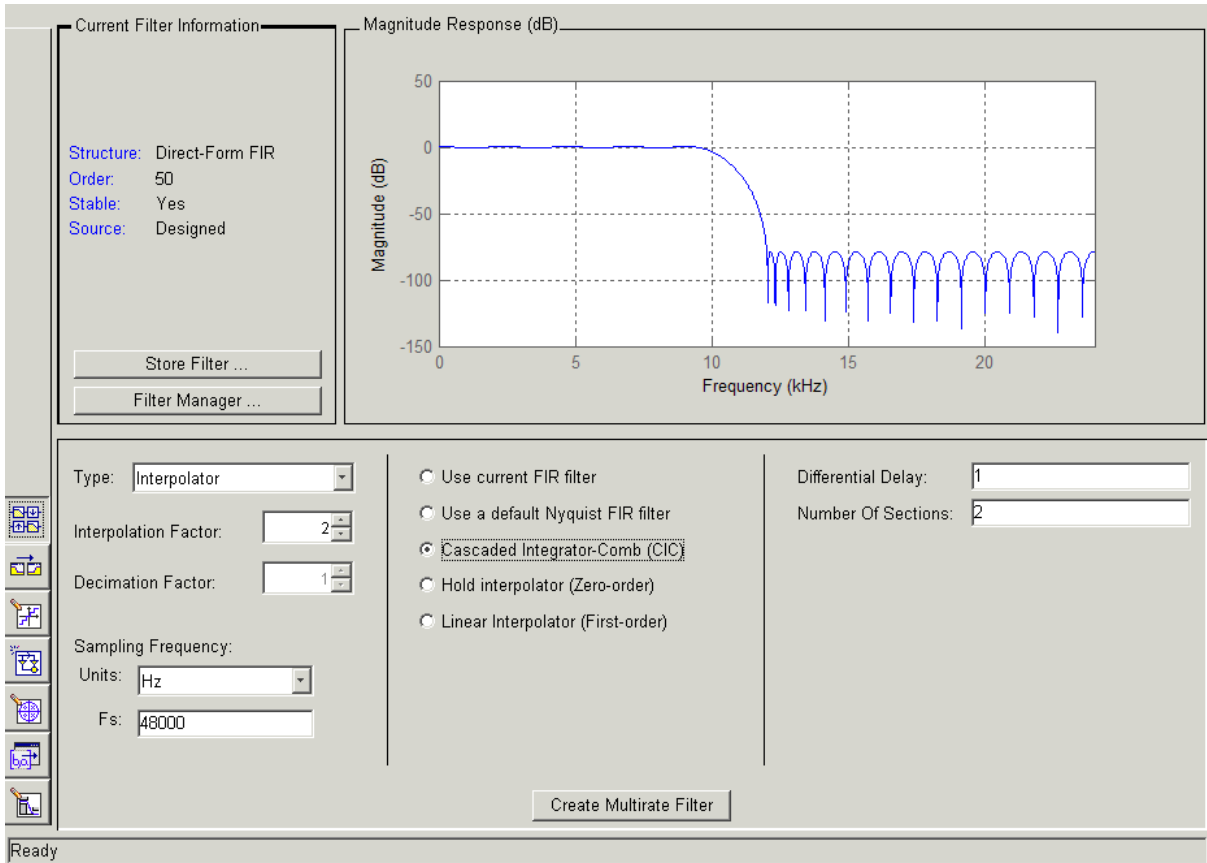 Current Filter Information
Structure: Direct-Form FIR
Order: 50
Stable: Yes
Source: Designed
Store Filter ...
Filter Manager ...
Magnitude Response (dB)
50
0
-50
-100
-150
Magnitude (dB)
0 5 10 15 20
Frequency (kHz)
Type: Interpolator
Interpolation Factor: 2
Decimation Factor: 1
Sampling Frequency:
Units: Hz
Fs: 48000
Use current FIR filter
Use a default Nyquist FIR filter
Cascaded Integrator-Comb (CIC)
Hold interpolator (Zero-order)
Linear Interpolator (First-order)
Differential Delay: 1
Number Of Sections: 2
Create Multirate Filter
[b,a]
Ready